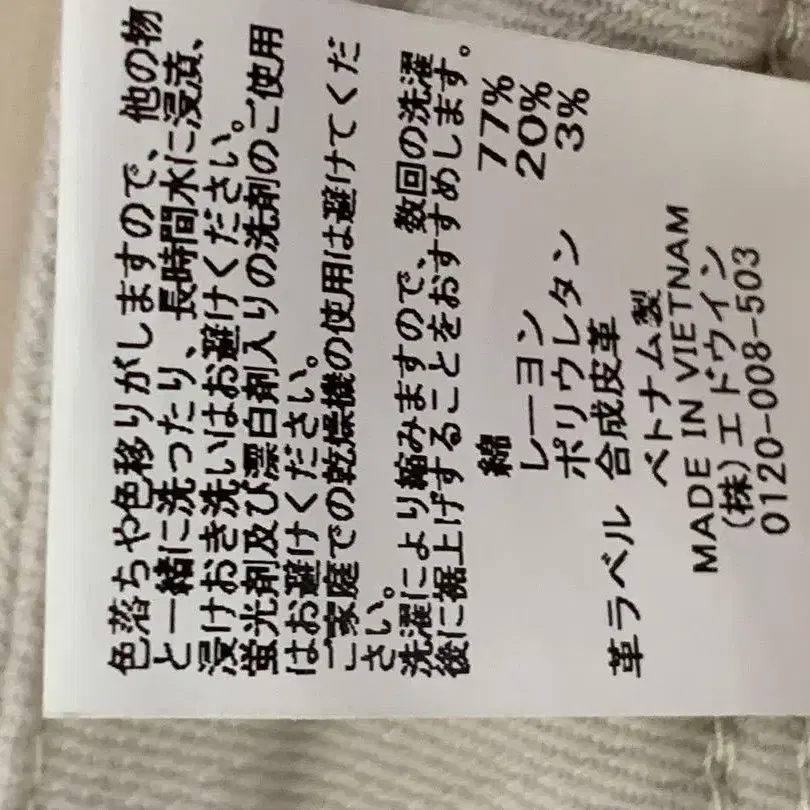 色落ちや色移りがしますので、他の物
と一緒に洗ったり、長時間水に浸漬、
浸けおき洗いはお避けください。
蛍光剤及び漂白剤入りの洗剤のご使用
はお避けください。
ご家庭での乾燥機の使用は避けてくだ
さい。
洗濯により縮みますので、数回の洗濯
後に裾上げすることをおすすめします。
綿 77%
レーヨン 20%
ポリウレタン 3%
革ラベル 合成皮革
ベトナム製
MADE IN VIETNAM
(株)エドウイン
0120-008-503